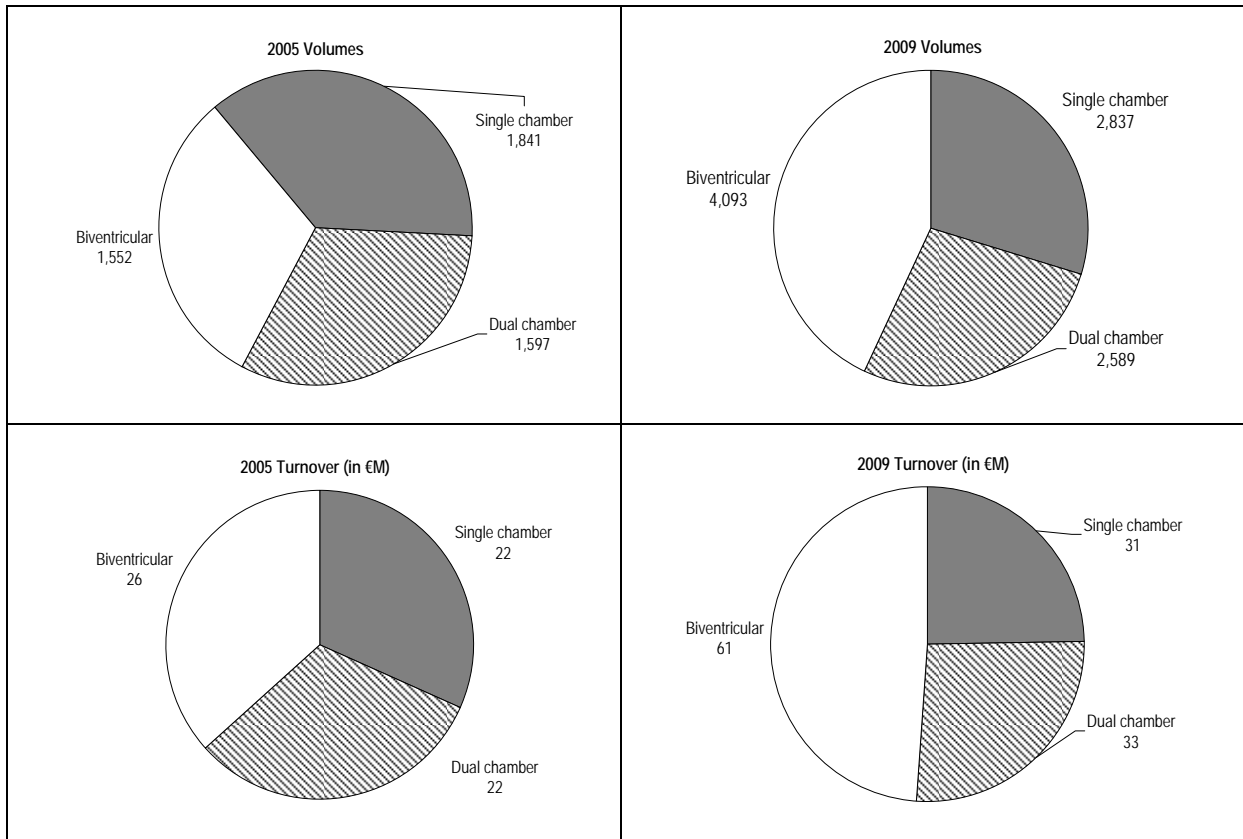 2005 Volumes
Single chamber
1,841
Biventricular
1,552
Dual chamber
1,597
2009 Volumes
Single chamber
2,837
Biventricular
4,093
Dual chamber
2,589
2005 Turnover (in €M)
Single chamber
22
Biventricular
26
Dual chamber
22
2009 Turnover (in €M)
Single chamber
31
Biventricular
61
Dual chamber
33